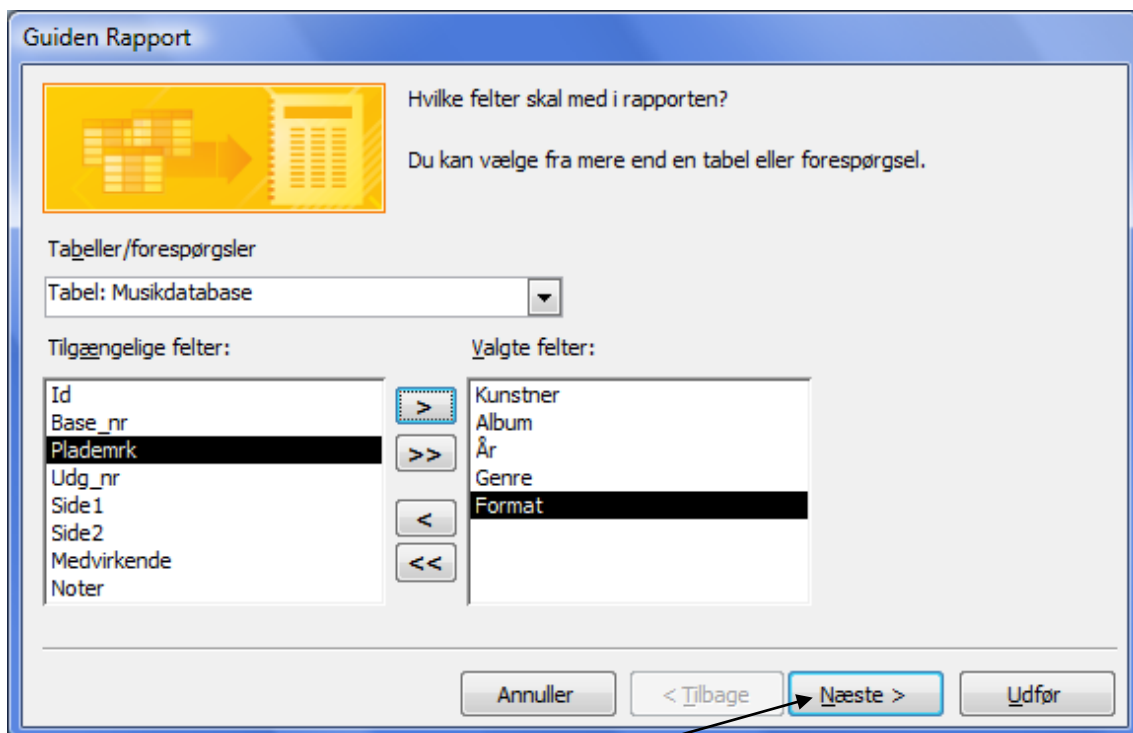 Guiden Rapport
Hvilke felter skal med i rapporten?
Du kan vælge fra mere end en tabel eller forespørgsel.
Tabeller/forespørgsler
Tabel: Musikdatabase
Tilgængelige felter:
Id
Base_nr
Plademrk
Udg_nr
Side1
Side2
Medvirkende
Noter
>
>>
<
<<
Valgte felter:
Kunstner
Album
År
Genre
Format
Annuller
< Tilbage
Næste >
Udfør